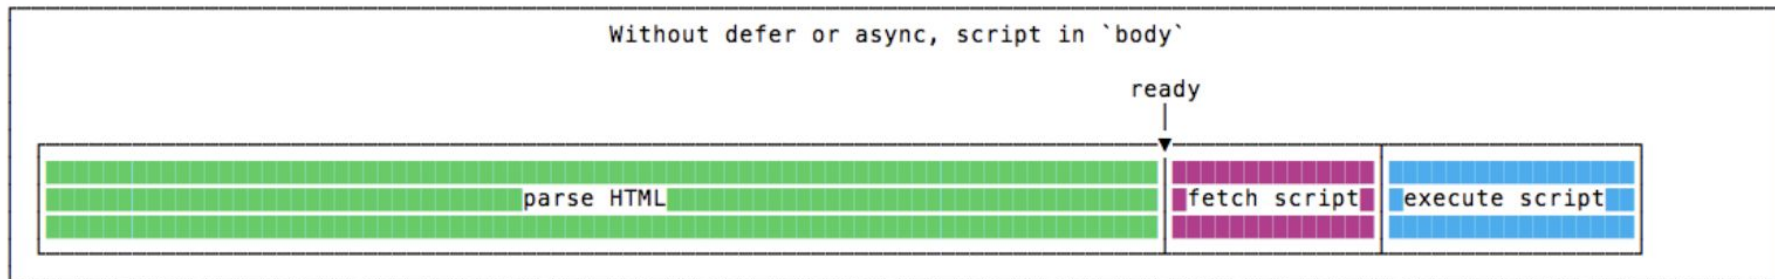 Without defer or async, script in `body`
ready
parse HTML
fetch script
execute script